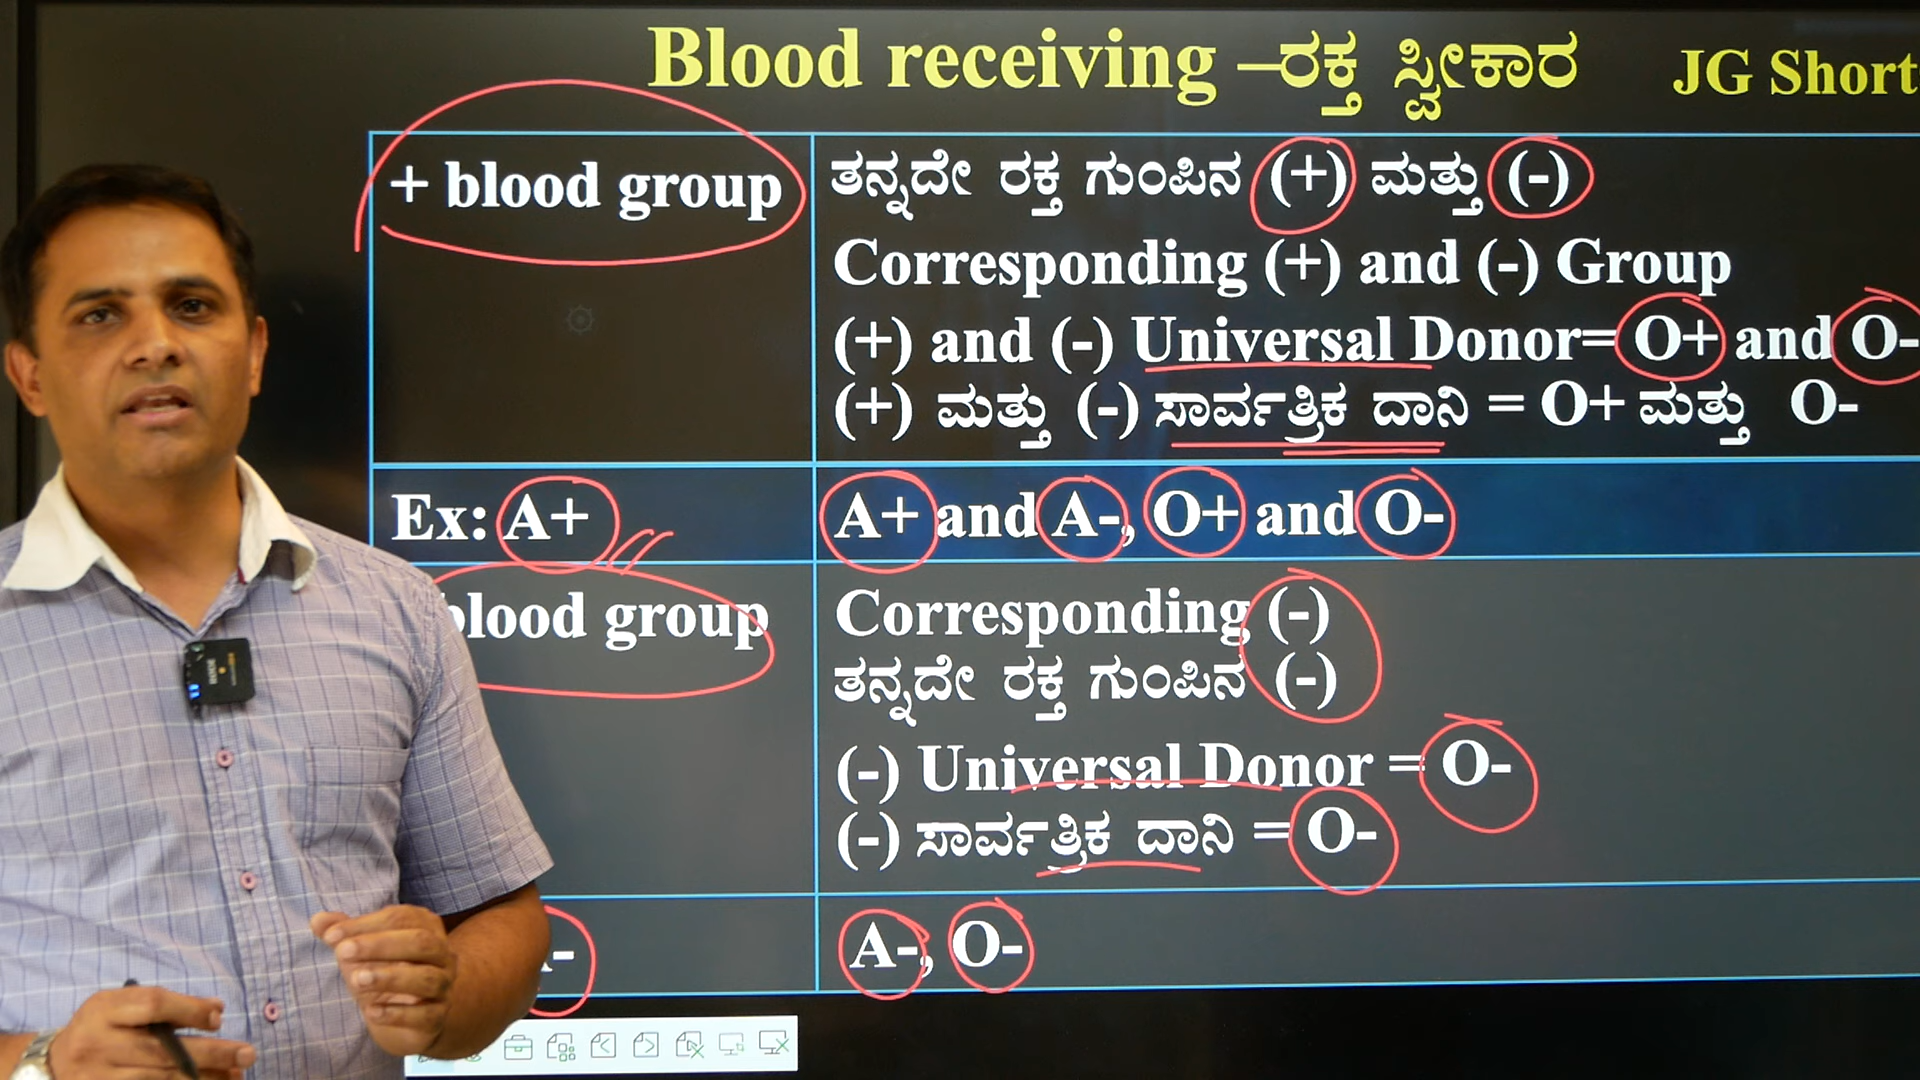 Blood receiving –ರಕ್ತ ಸ್ವೀಕಾರ JG Short
+ blood group
ತನ್ನದೇ ರಕ್ತ ಗುಂಪಿನ (+) ಮತ್ತು (-)
Corresponding (+) and (-) Group
(+) and (-) Universal Donor= O+ and O-
(+) ಮತ್ತು (-) ಸಾರ್ವತ್ರಿಕ ದಾನಿ = O+ ಮತ್ತು O-
Ex: A+
A+ and A-, O+ and O-
blood group
Corresponding (-)
ತನ್ನದೇ ರಕ್ತ ಗುಂಪಿನ (-)
(-) Universal Donor = O-
(-) ಸಾರ್ವತ್ರಿಕ ದಾನಿ = O-
A-, O-